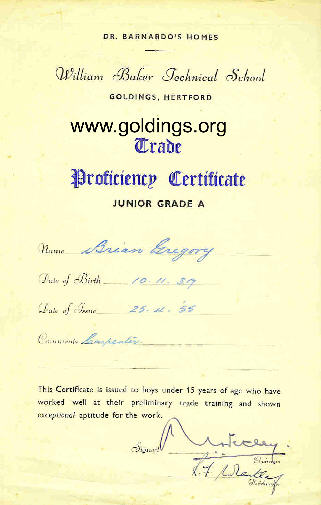 DR. BARNARDO'S HOMES
William Baker Technical School
GOLDINGS, HERTFORD
www.goldings.org
Trade
Proficiency Certificate
JUNIOR GRADE A
Name Brian Gregory
Date of Birth 10.11.39
Date of Issue 25.11.'55
Comments Carpenter
This Certificate is issued to boys under 15 years of age who have
worked well at their preliminary trade training and shown
exceptional aptitude for the work.
Signed